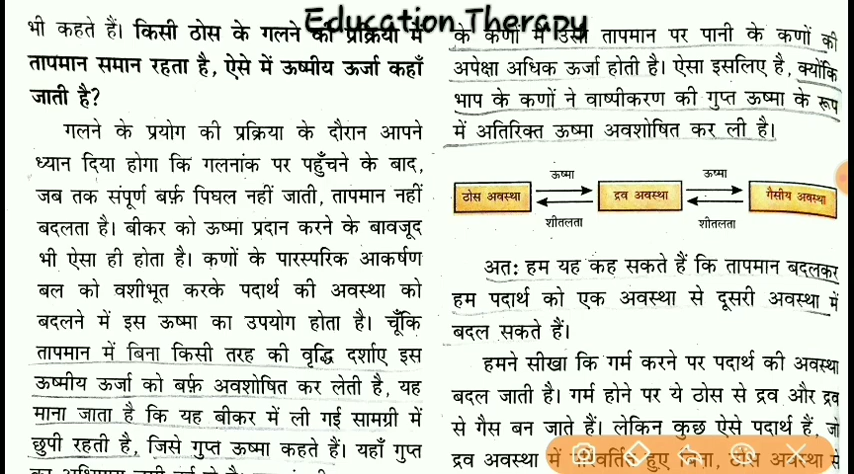 Education Therapy
भी कहते हैं। किसी ठोस के गलने की प्रक्रिया में
तापमान समान रहता है, ऐसे में ऊष्मीय ऊर्जा कहाँ
जाती है?
गलने के प्रयोग की प्रक्रिया के दौरान आपने
ध्यान दिया होगा कि गलनांक पर पहुँचने के बाद,
जब तक संपूर्ण बर्फ़ पिघल नहीं जाती, तापमान नहीं
बदलता है। बीकर को ऊष्मा प्रदान करने के बावजूद
भी ऐसा ही होता है। कणों के पारस्परिक आकर्षण
बल को वशीभूत करके पदार्थ की अवस्था को
बदलने में इस ऊष्मा का उपयोग होता है। चूँकि
तापमान में बिना किसी तरह की वृद्धि दर्शाए इस
ऊष्मीय ऊर्जा को बर्फ़ अवशोषित कर लेती है, यह
माना जाता है कि यह बीकर में ली गई सामग्री में
छुपी रहती है, जिसे गुप्त ऊष्मा कहते हैं। यहाँ गुप्त
के कणों में उसी तापमान पर पानी के कणों की
अपेक्षा अधिक ऊर्जा होती है। ऐसा इसलिए है, क्योंकि
भाप के कणों ने वाष्पीकरण की गुप्त ऊष्मा के रूप
में अतिरिक्त ऊष्मा अवशोषित कर ली है।
ऊष्मा ऊष्मा
ठोस अवस्था द्रव अवस्था गैसीय अवस्था
शीतलता शीतलता
अत: हम यह कह सकते हैं कि तापमान बदलकर
हम पदार्थ को एक अवस्था से दूसरी अवस्था में
बदल सकते हैं।
हमने सीखा कि गर्म करने पर पदार्थ की अवस्था
बदल जाती है। गर्म होने पर ये ठोस से द्रव और द्रव
से गैस बन जाते हैं। लेकिन कुछ ऐसे पदार्थ हैं, जो
द्रव अवस्था में परिवर्तित हुए बिना, ठोस अवस्था से